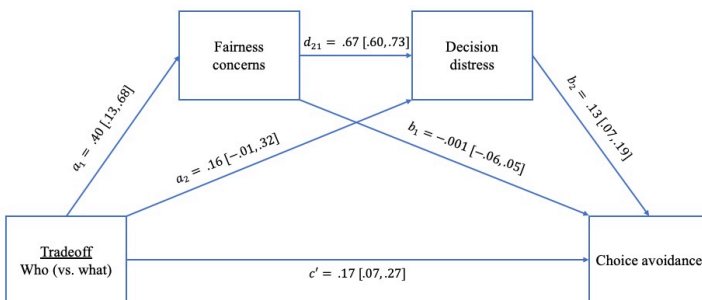 Fairness
concerns
d₂₁ = .67 [.60,.73]
Decision
distress
a₁ = .40 [.13,.68]
a₂ = .16 [−.01,.32]
b₁ = −.001 [−.06,.05]
b₂ = .13 [.07,.19]
Tradeoff
Who (vs. what)
c′ = .17 [.07,.27]
Choice avoidance